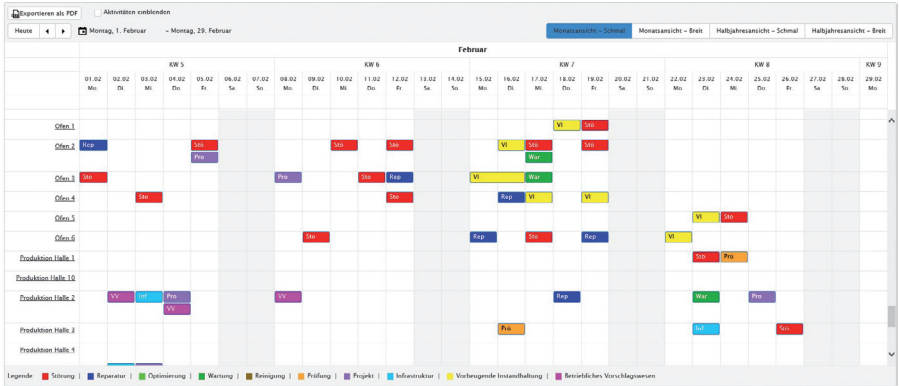 Exportieren als PDF Aktivitäten einblenden
Heute Montag, 1. Februar - Montag, 29. Februar Monatsansicht - Schmal Monatsansicht - Breit Halbjahresansicht - Schmal Halbjahresansicht - Breit
Februar
KW 5 KW 6 KW 7 KW 8 KW 9
01.02 02.02 03.02 04.02 05.02 06.02 07.02 08.02 09.02 10.02 11.02 12.02 13.02 14.02 15.02 16.02 17.02 18.02 19.02 20.02 21.02 22.02 23.02 24.02 25.02 26.02 27.02 28.02 29.02
Mo. Di. Mi. Do. Fr. Sa. So. Mo. Di. Mi. Do. Fr. Sa. So. Mo. Di. Mi. Do. Fr. Sa. So. Mo. Di. Mi. Do. Fr. Sa. So. Mo.
Ofen 1 VI Stö
Ofen 2 Rep Stö Stö Stö VI Stö Stö
Pro War
Ofen 3 Stö Pro Stö Rep VI War
Ofen 4 Stö Stö Rep VI VI
Ofen 5 VI Stö
Ofen 6 Stö Rep Stö Rep VI
Produktion Halle 1 Stö Prü
Produktion Halle 10
Produktion Halle 2 VV Inf Pro VV Rep War Pro
VV
Produktion Halle 3 Prü Inf Stö
Produktion Halle 4
Legende: Störung | Reparatur | Optimierung | Wartung | Reinigung | Prüfung | Projekt | Infrastruktur | Vorbeugende Instandhaltung | Betriebliches Vorschlagswesen